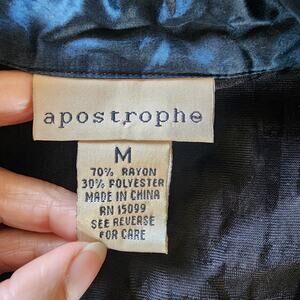 apostrophe
M
70% RAYON
30% POLYESTER
MADE IN CHINA
RN 15099
SEE REVERSE
FOR CARE